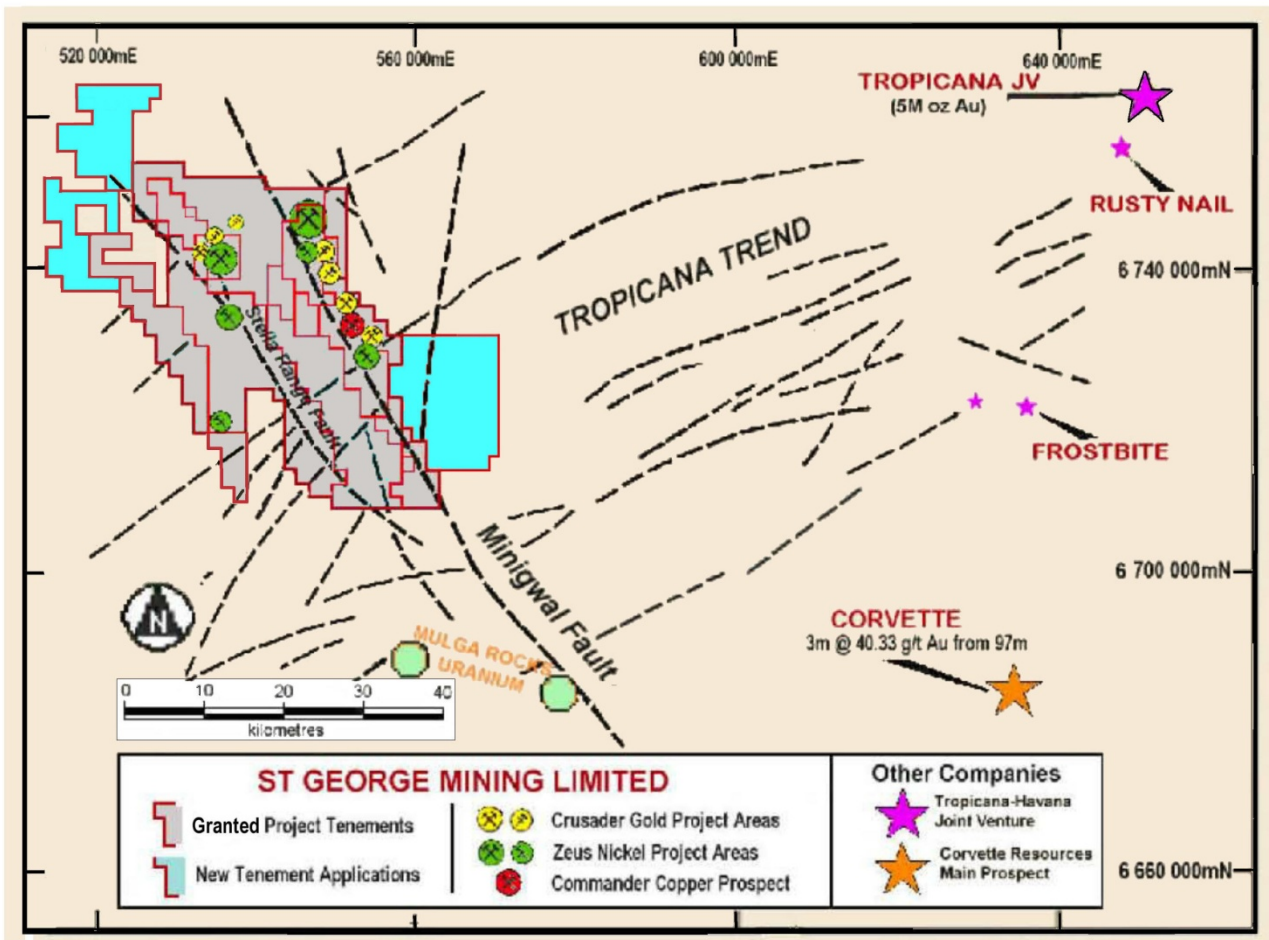 520 000mE
560 000mE
600 000mE
640 000mE
TROPICANA JV
(5M oz Au)
RUSTY NAIL
6 740 000mN
TROPICANA TREND
Stella Range Fault
FROSTBITE
Minigwal Fault
6 700 000mN
N
CORVETTE
3m @ 40.33 g/t Au from 97m
MULGA ROCKS
URANIUM
0 10 20 30 40
kilometres
ST GEORGE MINING LIMITED
Granted Project Tenements
New Tenement Applications
Crusader Gold Project Areas
Zeus Nickel Project Areas
Commander Copper Prospect
Other Companies
Tropicana-Havana
Joint Venture
Corvette Resources
Main Prospect
6 660 000mN